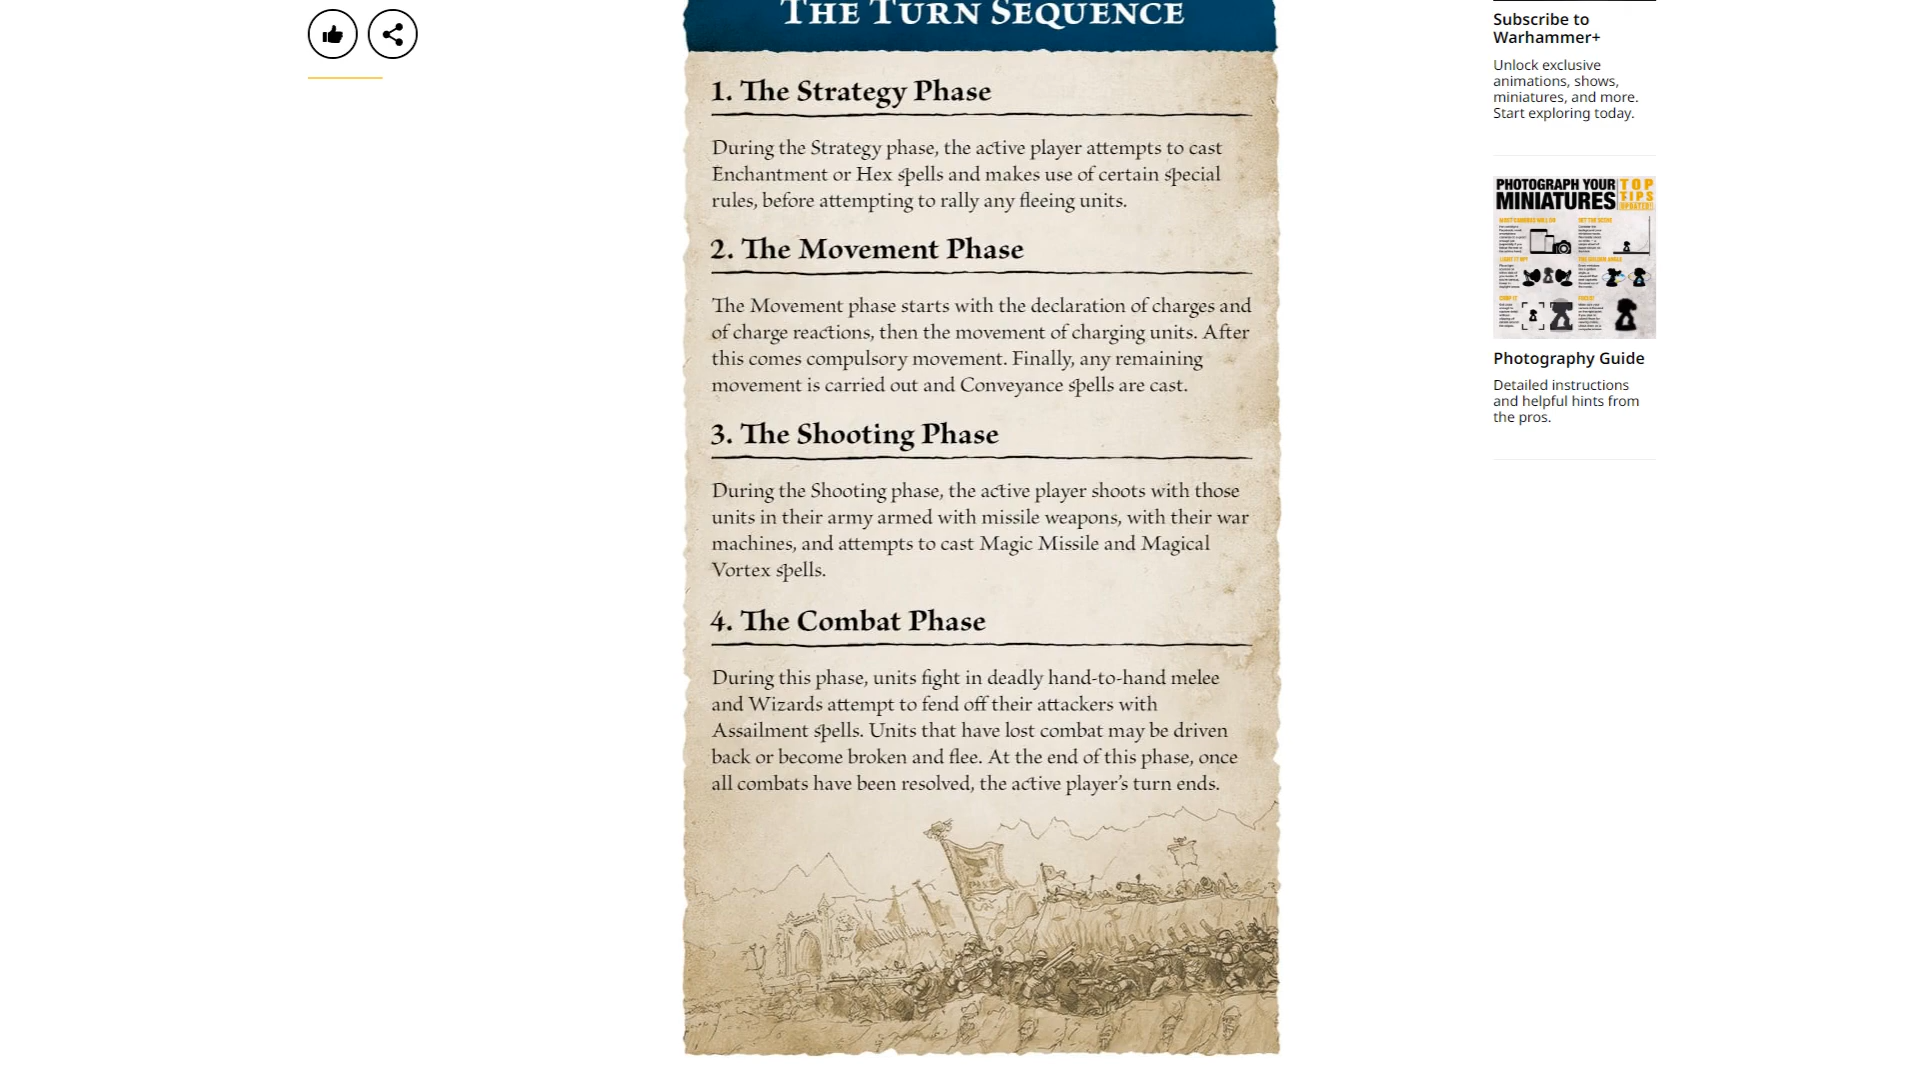 THE TURN SEQUENCE
1. The Strategy Phase
During the Strategy phase, the active player attempts to cast
Enchantment or Hex spells and makes use of certain special
rules, before attempting to rally any fleeing units.
2. The Movement Phase
The Movement phase starts with the declaration of charges and
of charge reactions, then the movement of charging units. After
this comes compulsory movement. Finally, any remaining
movement is carried out and Conveyance spells are cast.
3. The Shooting Phase
During the Shooting phase, the active player shoots with those
units in their army armed with missile weapons, with their war
machines, and attempts to cast Magic Missile and Magical
Vortex spells.
4. The Combat Phase
During this phase, units fight in deadly hand-to-hand melee
and Wizards attempt to fend off their attackers with
Assailment spells. Units that have lost combat may be driven
back or become broken and flee. At the end of this phase, once
all combats have been resolved, the active player's turn ends.
Subscribe to
Warhammer+
Unlock exclusive
animations, shows,
miniatures, and more.
Start exploring today.
PHOTOGRAPH YOUR
MINIATURES
TOP
TIPS
UPDATED!
Photography Guide
Detailed instructions
and helpful hints from
the pros.